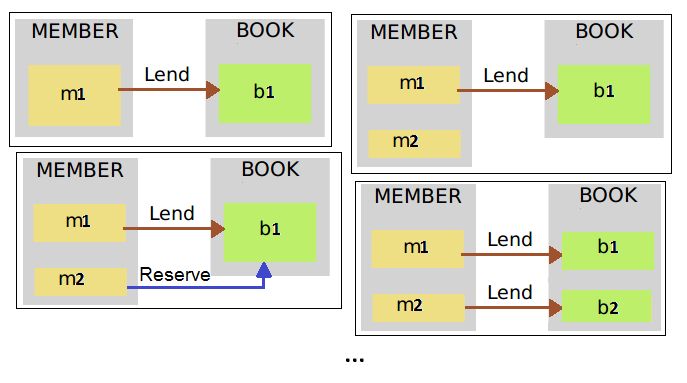 MEMBER BOOK
Lend
m1 b1
MEMBER BOOK
m1 Lend b1
m2
MEMBER BOOK
m1 Lend b1
m2 Reserve
MEMBER BOOK
m1 Lend b1
m2 Lend b2
...